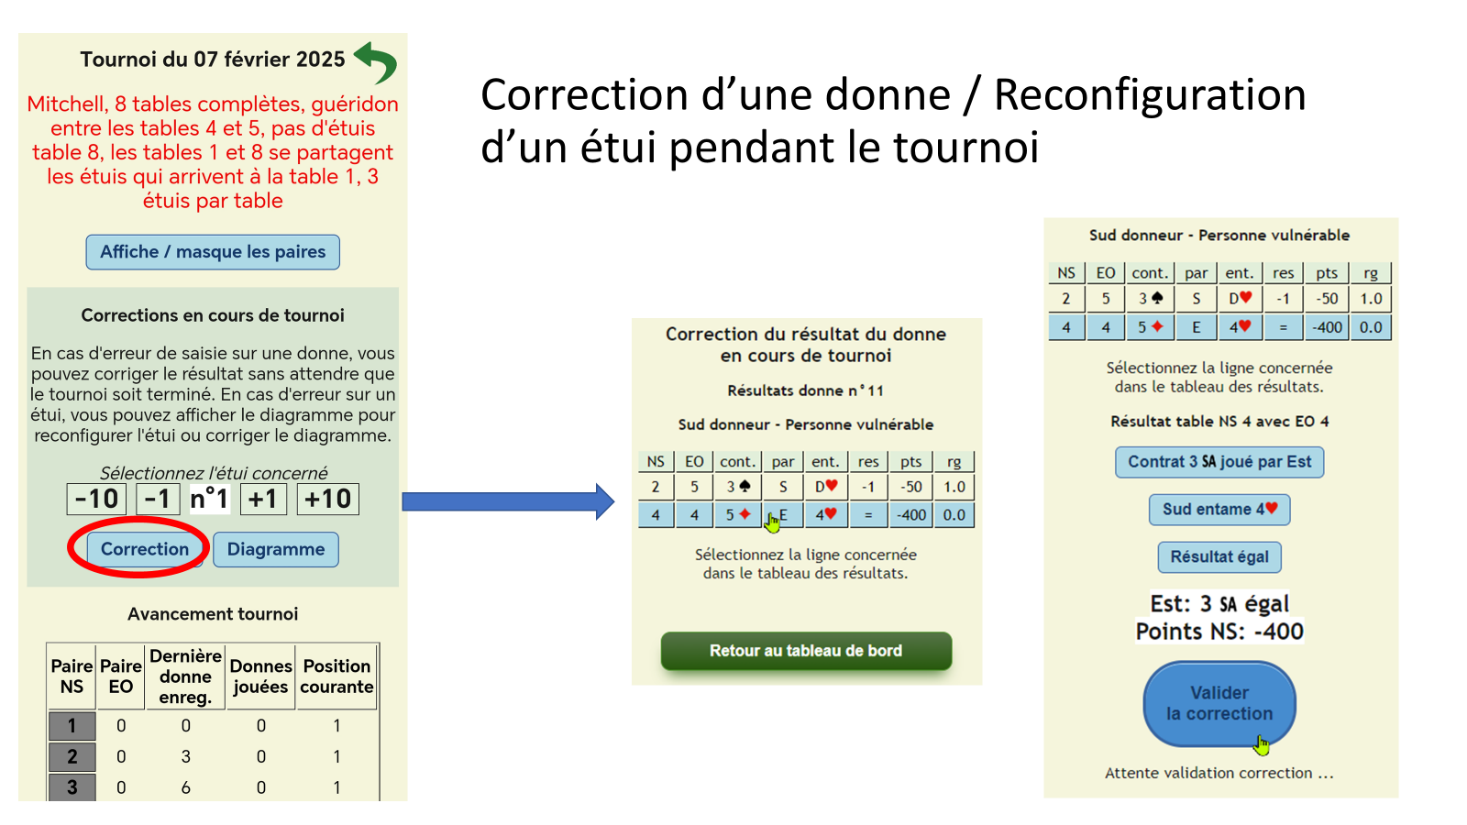 Tournoi du 07 février 2025
Mitchell, 8 tables complètes, guéridon
entre les tables 4 et 5, pas d'étuis
table 8, les tables 1 et 8 se partagent
les étuis qui arrivent à la table 1, 3
étuis par table
Affiche / masque les paires
Corrections en cours de tournoi
En cas d'erreur de saisie sur une donne, vous
pouvez corriger le résultat sans attendre que
le tournoi soit terminé. En cas d'erreur sur un
étui, vous pouvez afficher le diagramme pour
reconfigurer l'étui ou corriger le diagramme.
Sélectionnez l'étui concerné
-10 -1 n°1 +1 +10
Correction Diagramme
Avancement tournoi
Paire NS Paire EO Dernière donne enreg. Donnes jouées Position courante
1 0 0 0 1
2 0 3 0 1
3 0 6 0 1
Correction d'une donne / Reconfiguration
d'un étui pendant le tournoi
Correction du résultat du donne
en cours de tournoi
Résultats donne n°11
Sud donneur - Personne vulnérable
NS EO cont. par ent. res pts rg
2 5 3♠ S D♥ -1 -50 1.0
4 4 5♦ E 4♥ = -400 0.0
Sélectionnez la ligne concernée
dans le tableau des résultats.
Retour au tableau de bord
Sud donneur - Personne vulnérable
NS EO cont. par ent. res pts rg
2 5 3♠ S D♥ -1 -50 1.0
4 4 5♦ E 4♥ = -400 0.0
Sélectionnez la ligne concernée
dans le tableau des résultats.
Résultat table NS 4 avec EO 4
Contrat 3 SA joué par Est
Sud entame 4♥
Résultat égal
Est: 3 SA égal
Points NS: -400
Valider
la correction
Attente validation correction ...